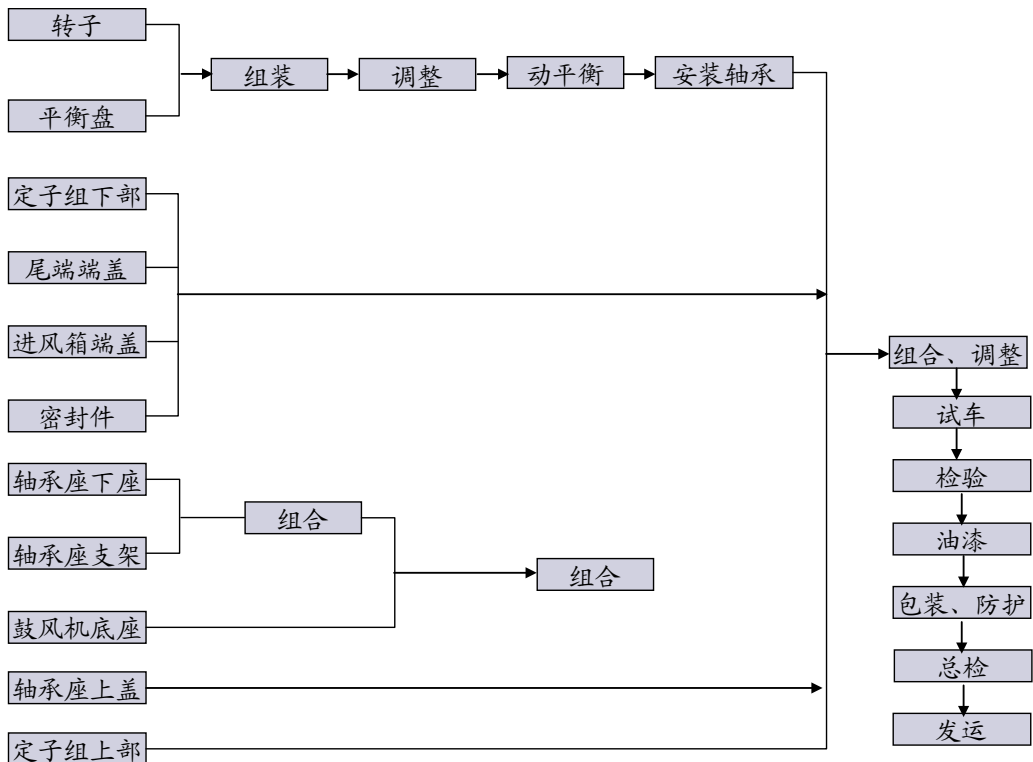 转子
平衡盘
组装
调整
动平衡
安装轴承
定子组下部
尾端端盖
进风箱端盖
密封件
轴承座下座
轴承座支架
组合
鼓风机底座
组合
轴承座上盖
定子组上部
组合、调整
试车
检验
油漆
包装、防护
总检
发运